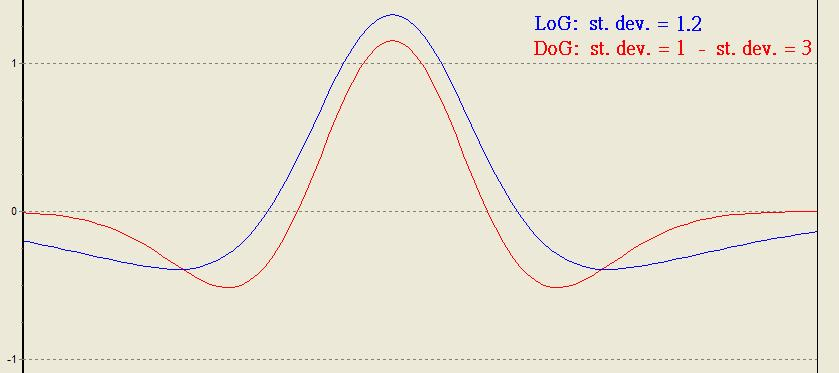 LoG: st. dev. = 1.2
DoG: st. dev. = 1 - st. dev. = 3
1
0
-1